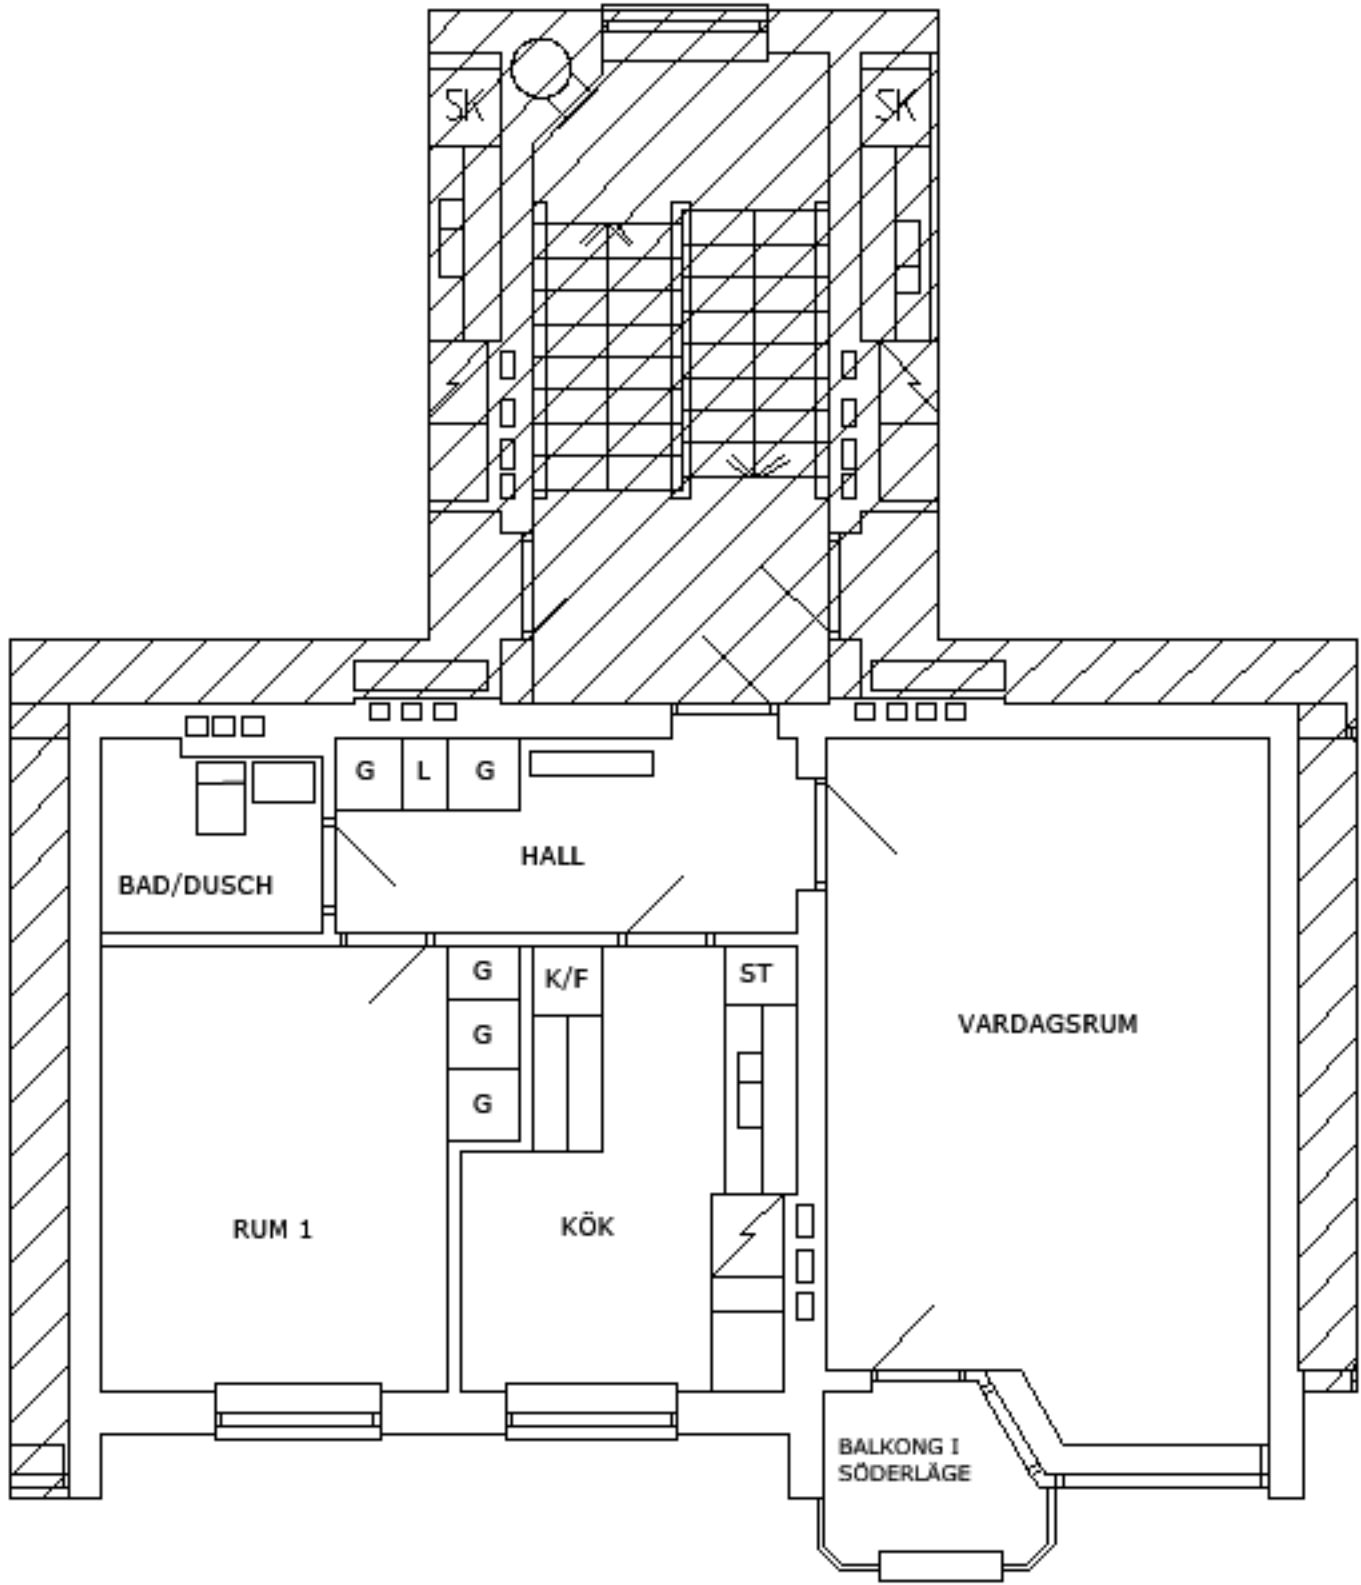 SK
SK
G
L
G
HALL
BAD/DUSCH
G
K/F
ST
G
G
VARDAGSRUM
RUM 1
KÖK
BALKONG I
SÖDERLÄGE